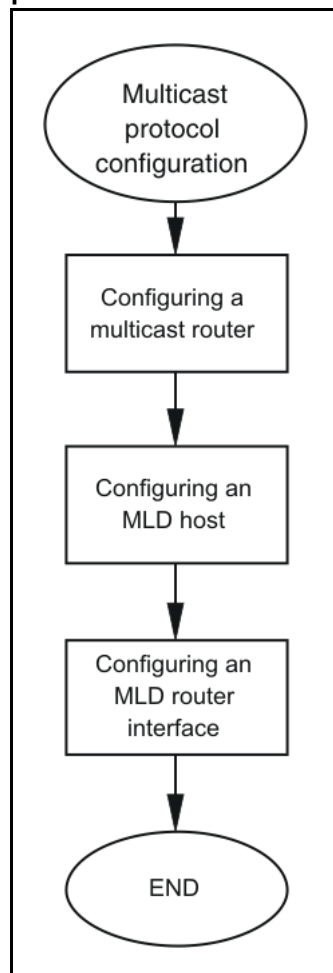 Multicast
protocol
configuration
Configuring a
multicast router
Configuring an
MLD host
Configuring an
MLD router
interface
END